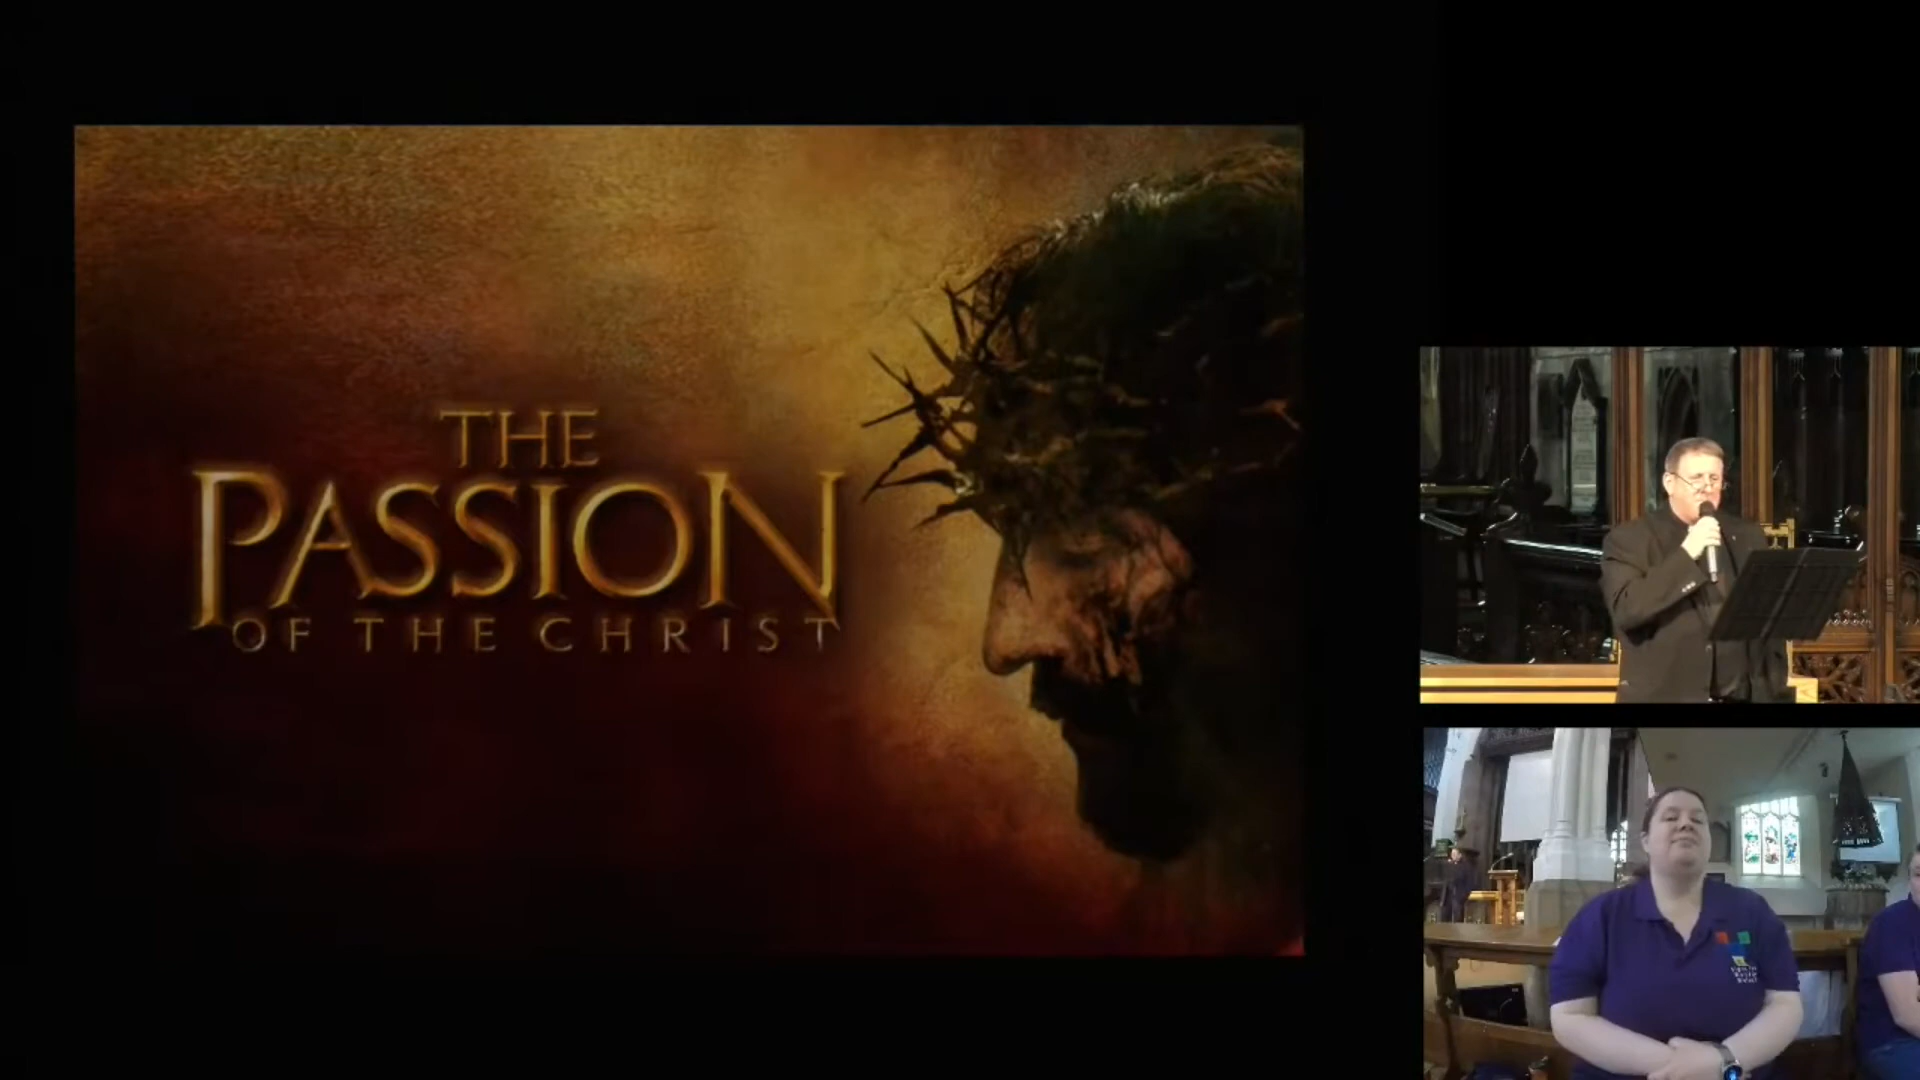 THE
PASSION
OF THE CHRIST